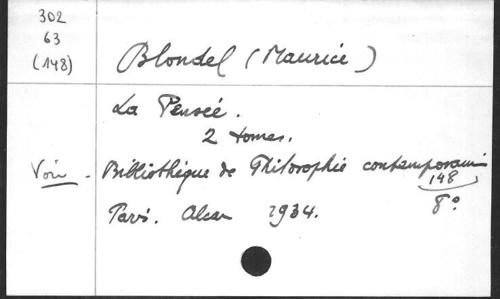 302
63
(148)
Blondel (Maurice)
La Pensée.
2 tomes.
Voir - Bibliothèque de Philosophie contemporaine
148
Paris. Alcan 1934. 8°